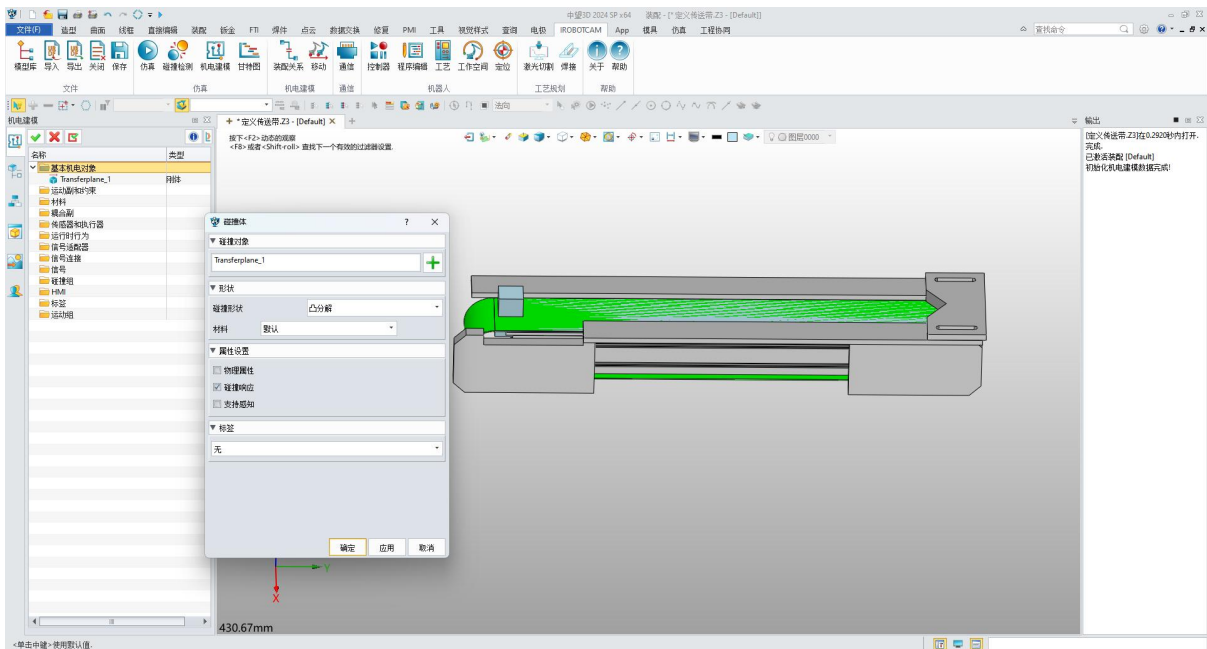 中望3D 2024 SP x64 装配 - [* 定义传送带.Z3 - [Default]]
文件(F) 造型 曲面 线框 直接编辑 装配 钣金 FTI 焊件 点云 数据交换 修复 PMI 工具 视觉样式 查询 电极 IROBOTCAM App 模具 仿真 工程协同 查找命令
模型库 导入 导出 关闭 保存 仿真 碰撞检测 机电建模 甘特图 装配关系 移动 通信 控制器 程序编辑 工艺 工作空间 定位 激光切割 焊接 关于 帮助
文件 仿真 机电建模 通信 机器人 工艺规划 帮助
法向
机电建模
+ * 定义传送带.Z3 - [Default] × +
输出
按下<F2>动态的观察
<F8> 或者<Shift-roll> 查找下一个有效的过滤器设置.
图层0000
[定义传送带.Z3]在0.2920秒内打开.
完成.
已激活装配 [Default]
初始化机电建模数据完成!
名称 类型
基本机电对象
Transferplane_1 刚体
运动副和约束
材料
耦合副
传感器和执行器
运行时行为
信号适配器
信号连接
信号
碰撞组
HMI
标签
运动组
碰撞体 ? ×
碰撞对象
Transferplane_1
形状
碰撞形状 凸分解
材料 默认
属性设置
物理属性
碰撞响应
支持感知
标签
无
确定 应用 取消
Y
X
430.67mm
<单击中键>使用默认值.